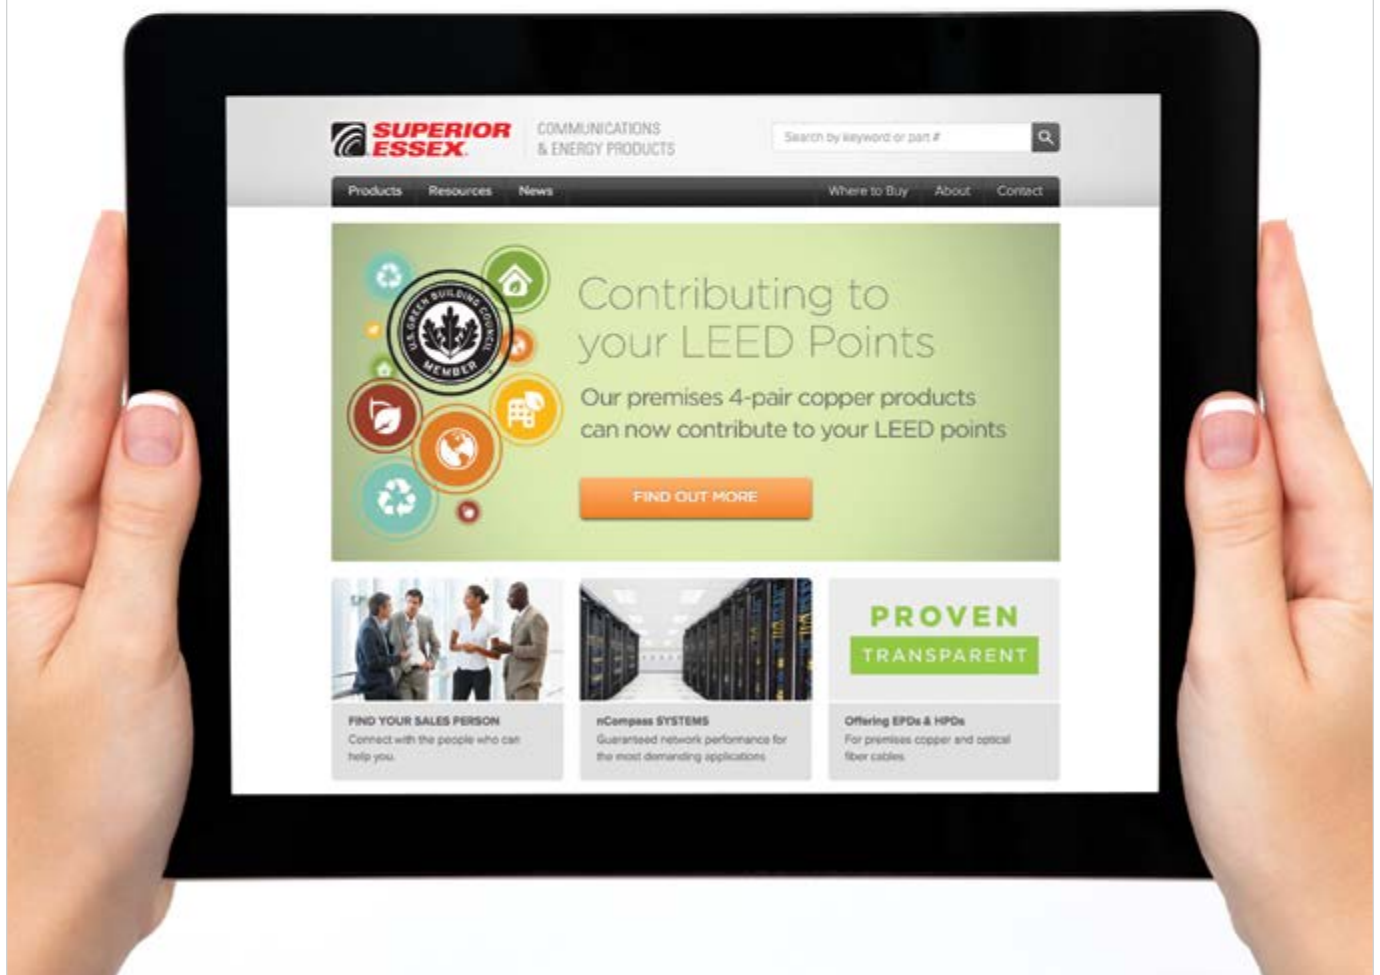 SUPERIOR
ESSEX.
COMMUNICATIONS
& ENERGY PRODUCTS
Search by keyword or part #
Products Resources News Where to Buy About Contact
U.S. GREEN BUILDING COUNCIL
MEMBER
Contributing to
your LEED Points
Our premises 4-pair copper products
can now contribute to your LEED points
FIND OUT MORE
FIND YOUR SALES PERSON
Connect with the people who can
help you.
nCompass SYSTEMS
Guaranteed network performance for
the most demanding applications
PROVEN
TRANSPARENT
Offering EPDs & HPDs
For premises copper and optical
fiber cables.